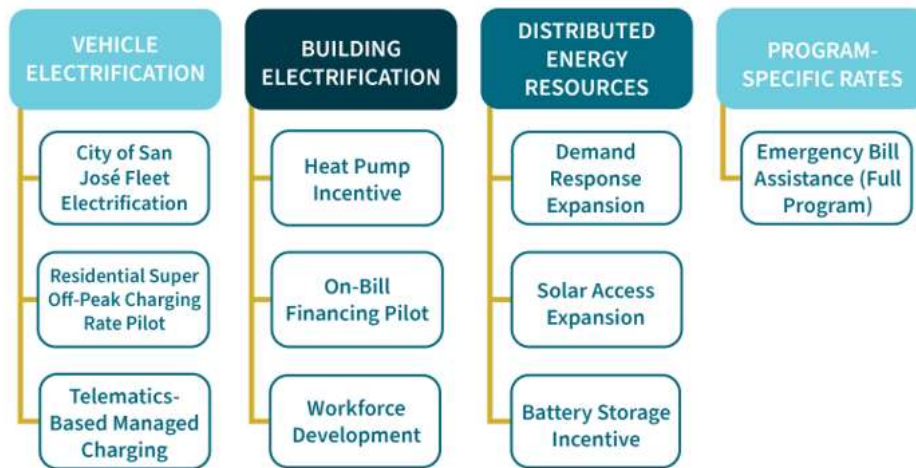 VEHICLE
ELECTRIFICATION
City of San
José Fleet
Electrification
Residential Super
Off-Peak Charging
Rate Pilot
Telematics-
Based Managed
Charging
BUILDING
ELECTRIFICATION
Heat Pump
Incentive
On-Bill
Financing Pilot
Workforce
Development
DISTRIBUTED
ENERGY
RESOURCES
Demand
Response
Expansion
Solar Access
Expansion
Battery Storage
Incentive
PROGRAM-
SPECIFIC RATES
Emergency Bill
Assistance (Full
Program)